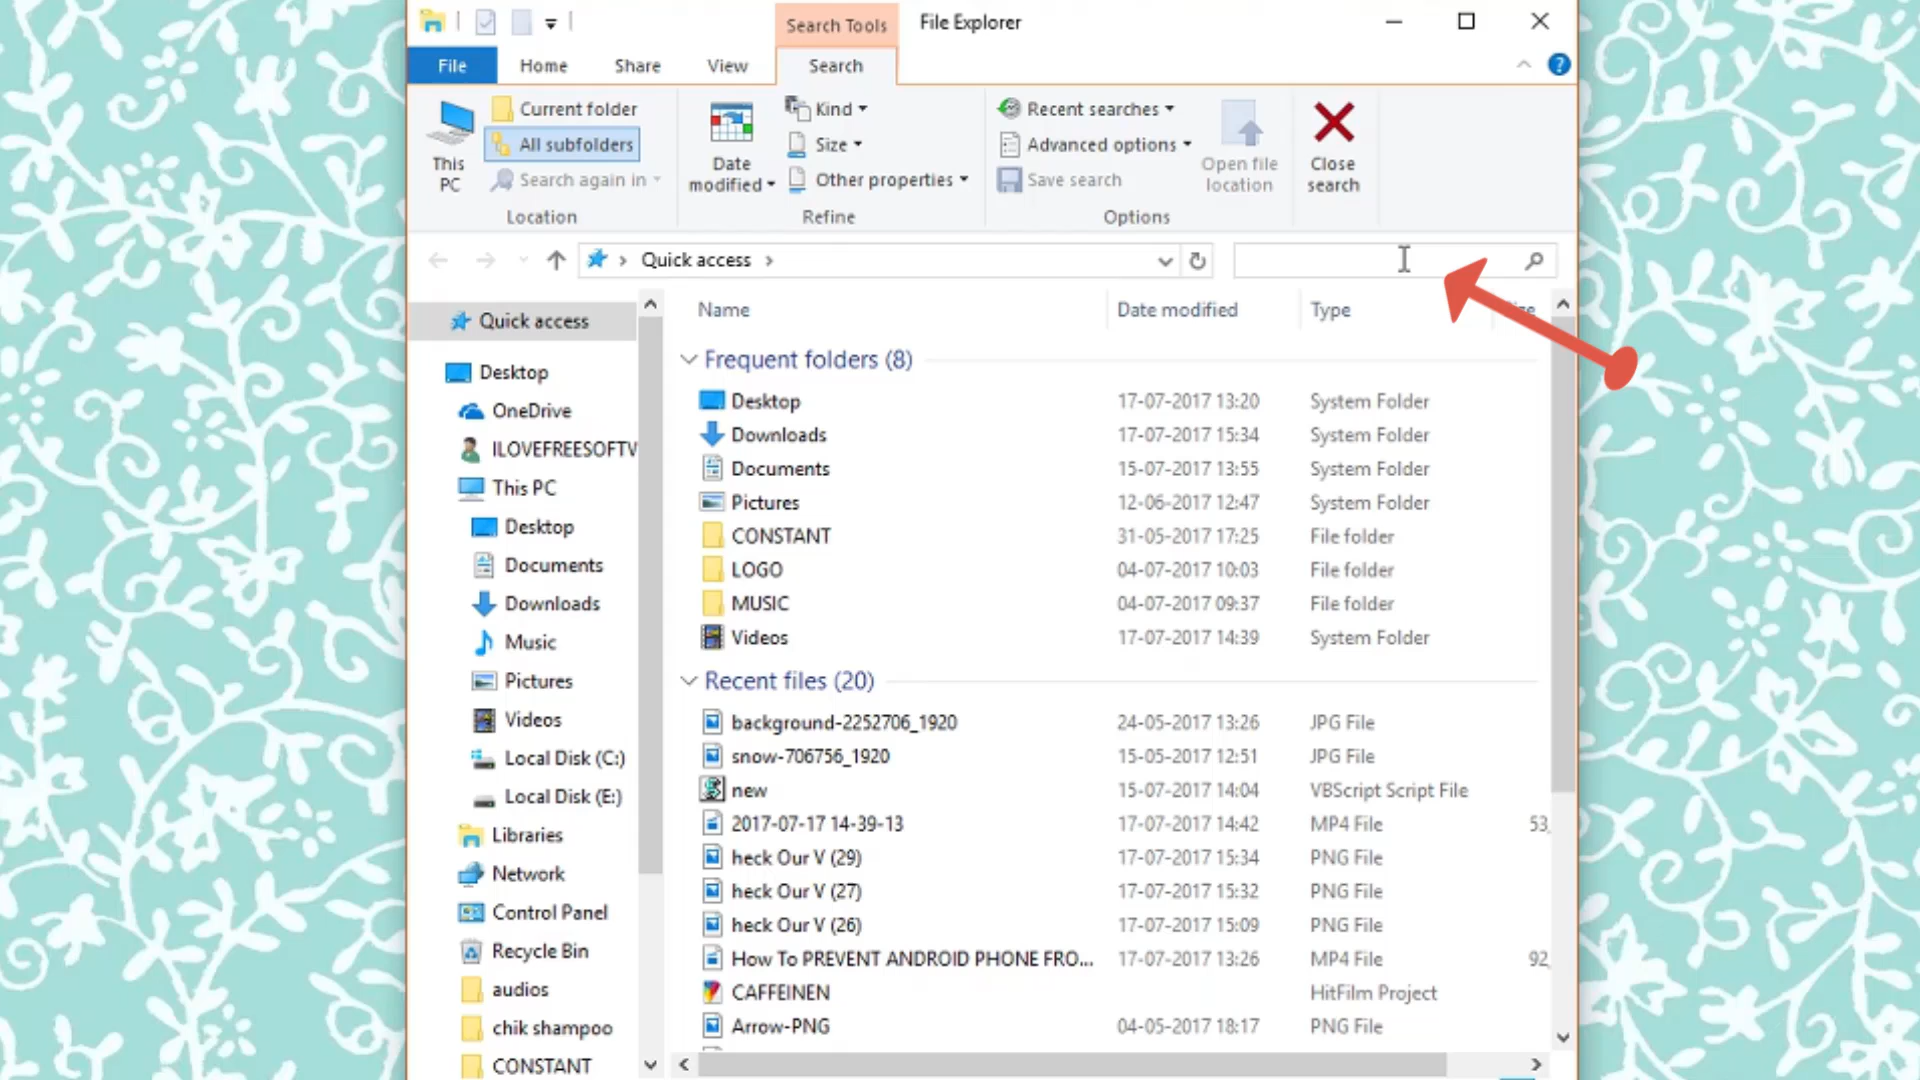 Search Tools
File Explorer
File
Home
Share
View
Search
?
This PC
Current folder
All subfolders
Search again in
Location
Date modified
Kind
Size
Other properties
Refine
Recent searches
Advanced options
Save search
Open file location
Options
Close search
Quick access
Name
Date modified
Type
Quick access
Desktop
OneDrive
ILOVEFREESOFTV
This PC
Desktop
Documents
Downloads
Music
Pictures
Videos
Local Disk (C:)
Local Disk (E:)
Libraries
Network
Control Panel
Recycle Bin
audios
chik shampoo
CONSTANT
Frequent folders (8)
Desktop 17-07-2017 13:20 System Folder
Downloads 17-07-2017 15:34 System Folder
Documents 15-07-2017 13:55 System Folder
Pictures 12-06-2017 12:47 System Folder
CONSTANT 31-05-2017 17:25 File folder
LOGO 04-07-2017 10:03 File folder
MUSIC 04-07-2017 09:37 File folder
Videos 17-07-2017 14:39 System Folder
Recent files (20)
background-2252706_1920 24-05-2017 13:26 JPG File
snow-706756_1920 15-05-2017 12:51 JPG File
new 15-07-2017 14:04 VBScript Script File
2017-07-17 14-39-13 17-07-2017 14:42 MP4 File 53,
heck Our V (29) 17-07-2017 15:34 PNG File
heck Our V (27) 17-07-2017 15:32 PNG File
heck Our V (26) 17-07-2017 15:09 PNG File
How To PREVENT ANDROID PHONE FRO... 17-07-2017 13:26 MP4 File 92,
CAFFEINEN HitFilm Project
Arrow-PNG 04-05-2017 18:17 PNG File